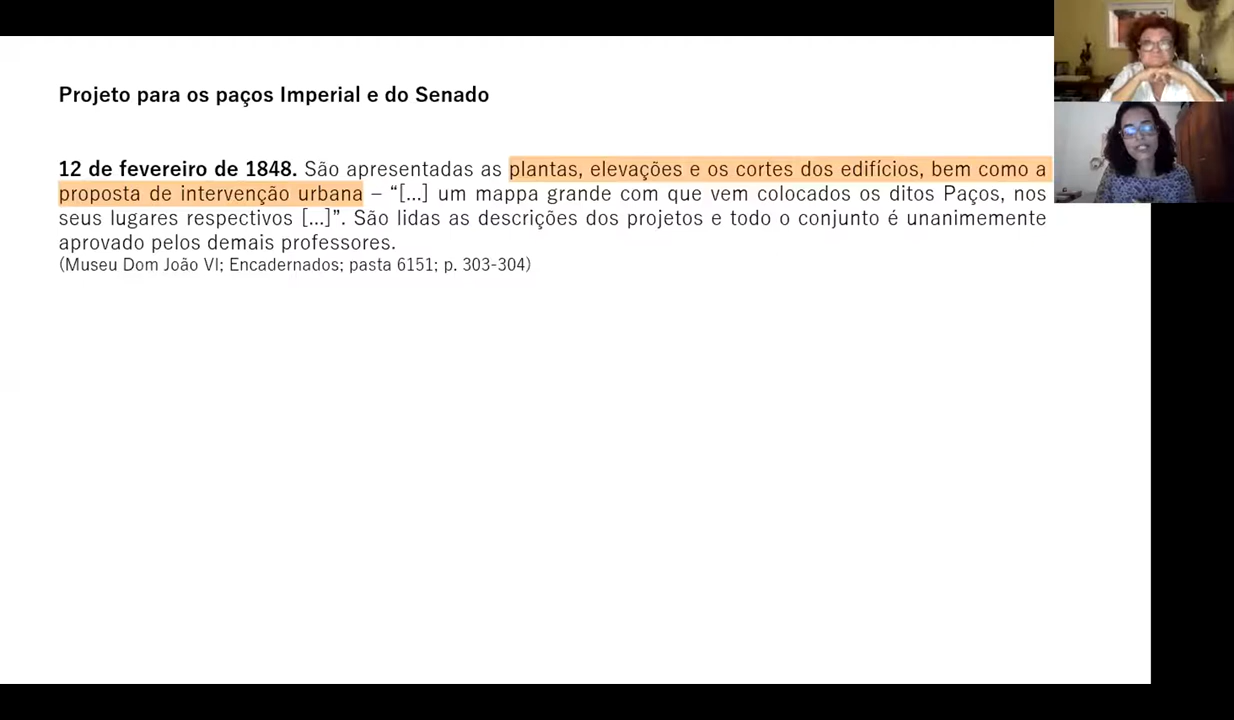 Projeto para os paços Imperial e do Senado
12 de fevereiro de 1848. São apresentadas as plantas, elevações e os cortes dos edifícios, bem como a
proposta de intervenção urbana – “[...] um mappa grande com que vem colocados os ditos Paços, nos
seus lugares respectivos [...]”. São lidas as descrições dos projetos e todo o conjunto é unanimemente
aprovado pelos demais professores.
(Museu Dom João VI; Encadernados; pasta 6151; p. 303-304)